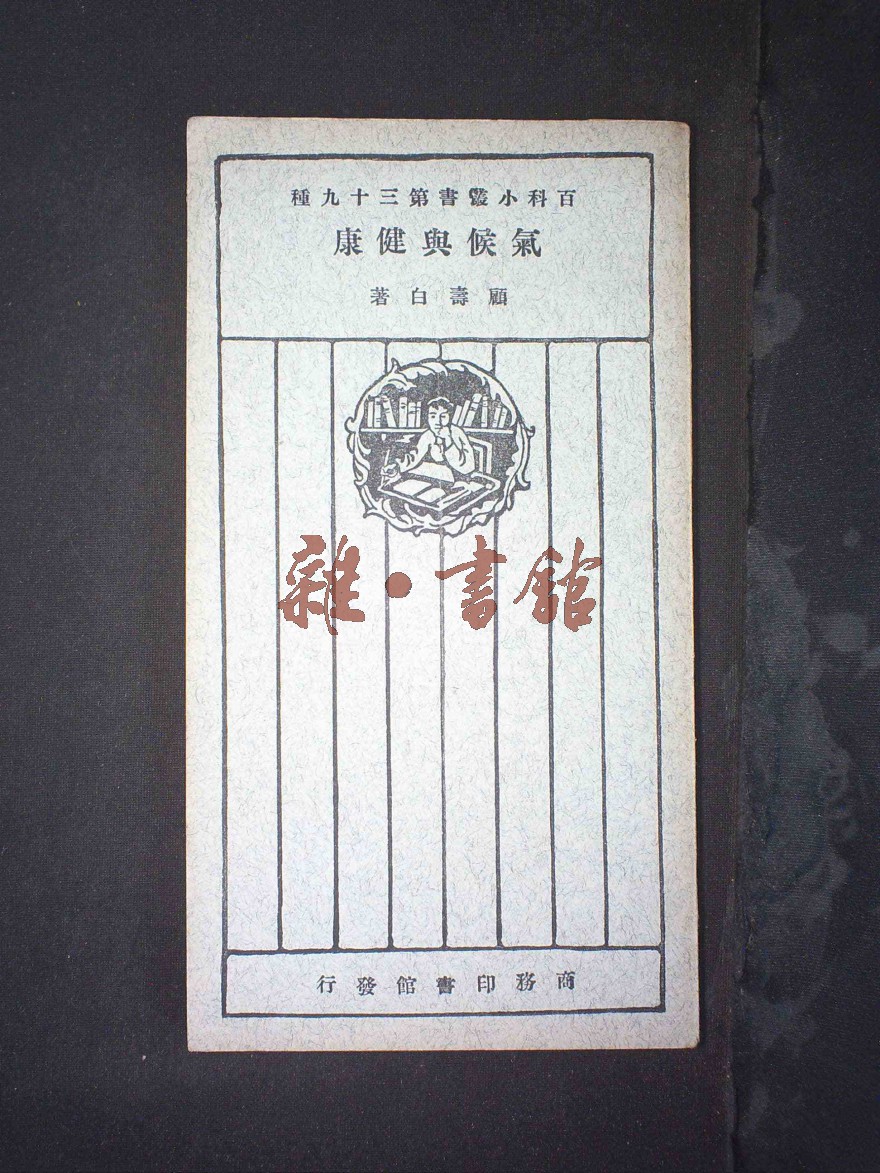 百科小叢書第三十九種
氣候與健康
顧壽白著
雜·書館
商務印書館發行